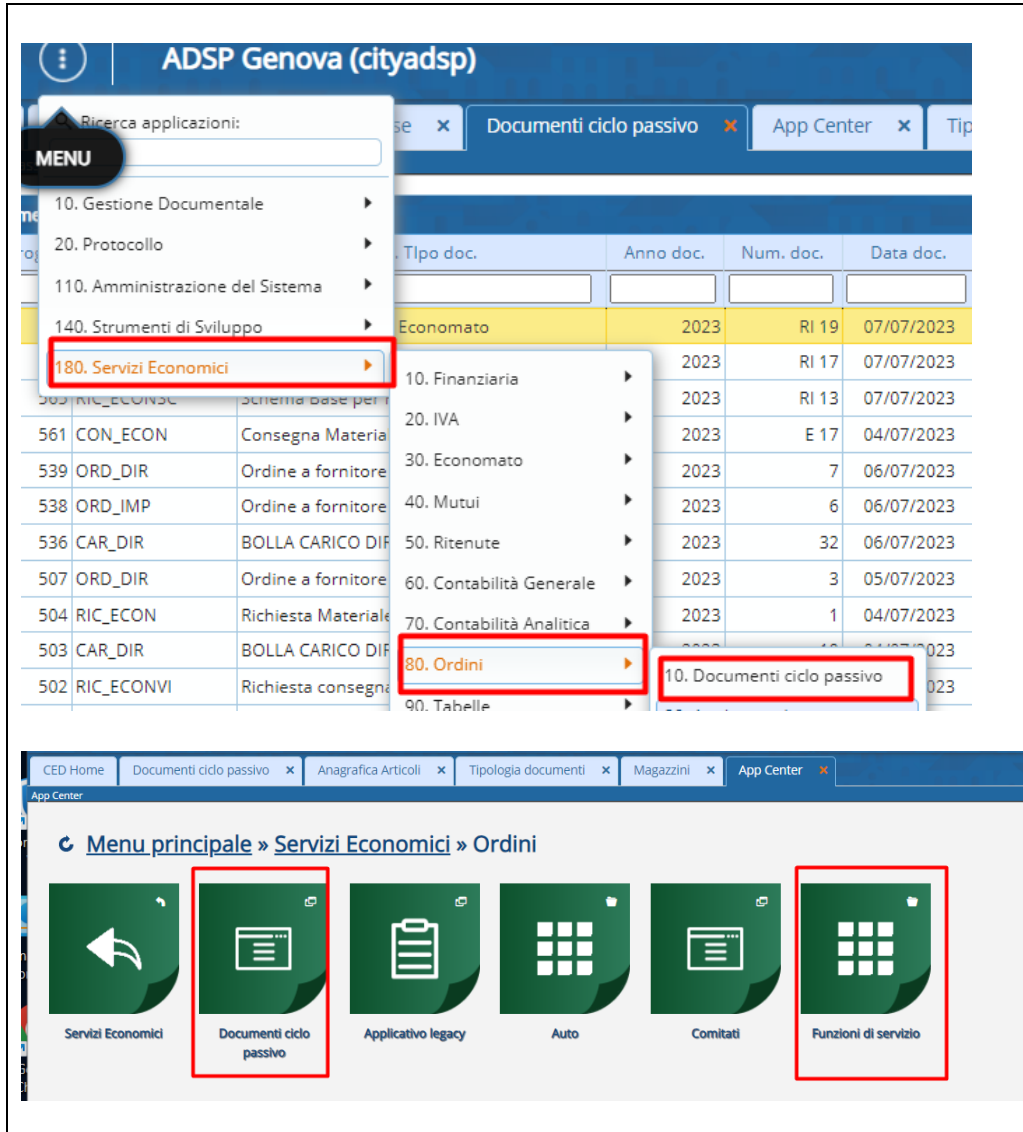 ADSP Genova (cityadsp)
Ricerca applicazioni:
MENU
se × Documenti ciclo passivo × App Center × Tip
10. Gestione Documentale
20. Protocollo
110. Amministrazione del Sistema
140. Strumenti di Sviluppo
180. Servizi Economici
. TIpo doc. Anno doc. Num. doc. Data doc.
Economato 2023 RI 19 07/07/2023
2023 RI 17 07/07/2023
565 RIC_ECONSC Schema Base per 2023 RI 13 07/07/2023
561 CON_ECON Consegna Materia 2023 E 17 04/07/2023
539 ORD_DIR Ordine a fornitore 2023 7 06/07/2023
538 ORD_IMP Ordine a fornitore 2023 6 06/07/2023
536 CAR_DIR BOLLA CARICO DIR 2023 32 06/07/2023
507 ORD_DIR Ordine a fornitore 2023 3 05/07/2023
504 RIC_ECON Richiesta Materiale 2023 1 04/07/2023
503 CAR_DIR BOLLA CARICO DIR
502 RIC_ECONVI Richiesta consegna 023
10. Finanziaria
20. IVA
30. Economato
40. Mutui
50. Ritenute
60. Contabilità Generale
70. Contabilità Analitica
80. Ordini
90. Tabelle
10. Documenti ciclo passivo
CED Home Documenti ciclo passivo × Anagrafica Articoli × Tipologia documenti × Magazzini × App Center ×
App Center
Menu principale » Servizi Economici » Ordini
Servizi Economici
Documenti ciclo
passivo
Applicativo legacy
Auto
Comitati
Funzioni di servizio